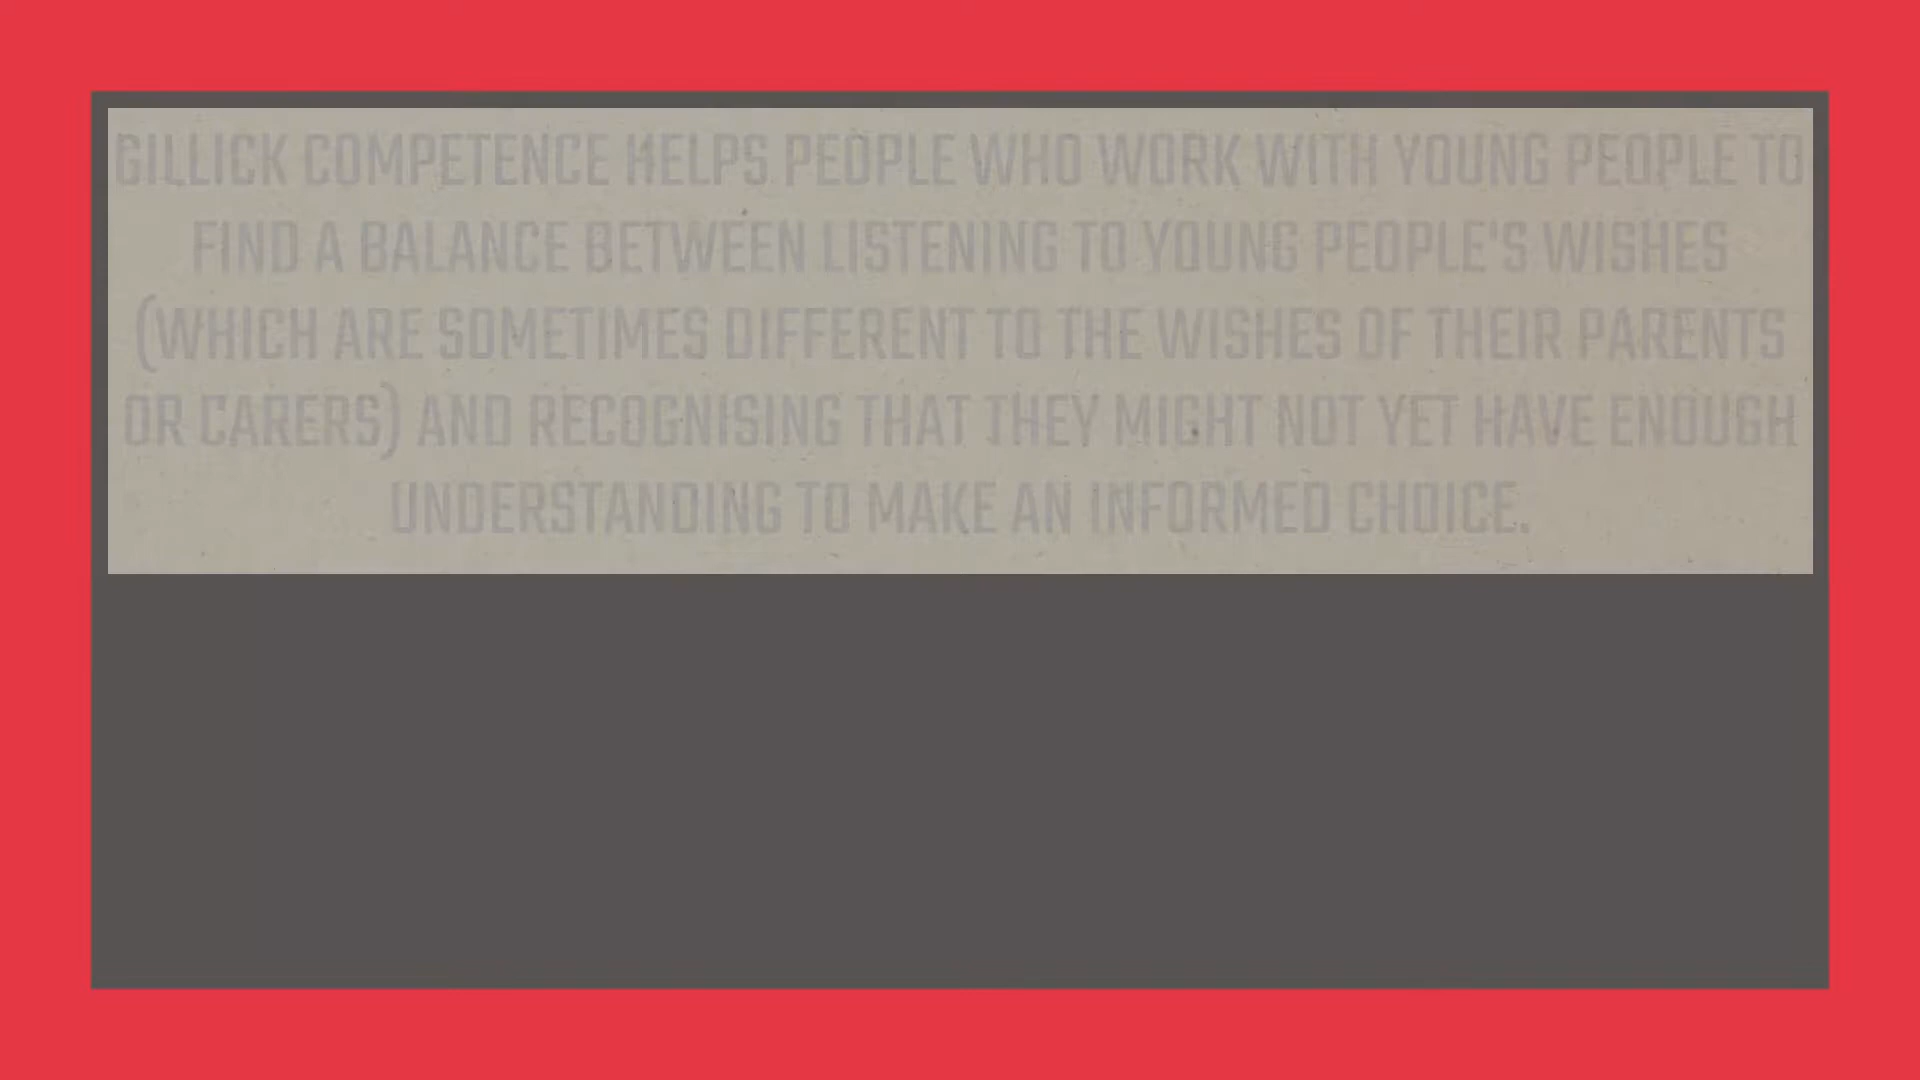 GILLICK COMPETENCE HELPS PEOPLE WHO WORK WITH YOUNG PEOPLE TO
FIND A BALANCE BETWEEN LISTENING TO YOUNG PEOPLE'S WISHES
(WHICH ARE SOMETIMES DIFFERENT TO THE WISHES OF THEIR PARENTS
OR CARERS) AND RECOGNISING THAT THEY MIGHT NOT YET HAVE ENOUGH
UNDERSTANDING TO MAKE AN INFORMED CHOICE.